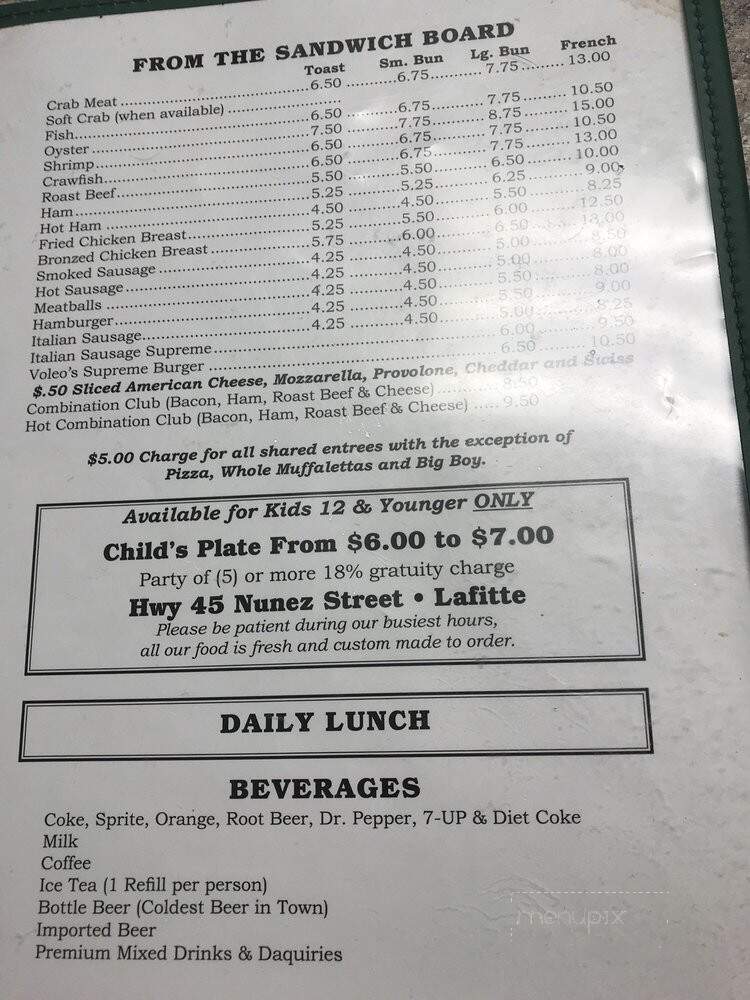 FROM THE SANDWICH BOARD
Toast Sm. Bun Lg. Bun French
Crab Meat 6.50 6.75 7.75 13.00
Soft Crab (when available)
Fish 6.50 6.75 7.75 10.50
Oyster 7.50 7.75 8.75 15.00
Shrimp 6.50 6.75 7.75 10.50
Crawfish 6.50 6.75 7.75 13.00
Roast Beef 5.50 5.50 6.50 10.00
Ham 5.25 5.25 6.25 9.00
Hot Ham 4.50 4.50 5.50 8.25
Fried Chicken Breast 5.25 5.50 6.00 12.50
Bronzed Chicken Breast 5.75 6.00 6.50 13.00
Smoked Sausage 4.25 4.50 5.00 8.50
Hot Sausage 4.25 4.50 5.00 8.00
Meatballs 4.25 4.50 5.50 8.00
Hamburger 4.25 4.50 5.50 9.00
Italian Sausage 4.25 4.50 5.00 8.25
Italian Sausage Supreme 6.00 9.50
Voleo's Supreme Burger 6.50 10.50
$.50 Sliced American Cheese, Mozzarella, Provolone, Cheddar and Swiss
Combination Club (Bacon, Ham, Roast Beef & Cheese) 8.50
Hot Combination Club (Bacon, Ham, Roast Beef & Cheese) 9.50
$5.00 Charge for all shared entrees with the exception of
Pizza, Whole Muffalettas and Big Boy.
Available for Kids 12 & Younger ONLY
Child's Plate From $6.00 to $7.00
Party of (5) or more 18% gratuity charge
Hwy 45 Nunez Street • Lafitte
Please be patient during our busiest hours,
all our food is fresh and custom made to order.
DAILY LUNCH
BEVERAGES
Coke, Sprite, Orange, Root Beer, Dr. Pepper, 7-UP & Diet Coke
Milk
Coffee
Ice Tea (1 Refill per person)
Bottle Beer (Coldest Beer in Town)
Imported Beer
Premium Mixed Drinks & Daquiries
menupix